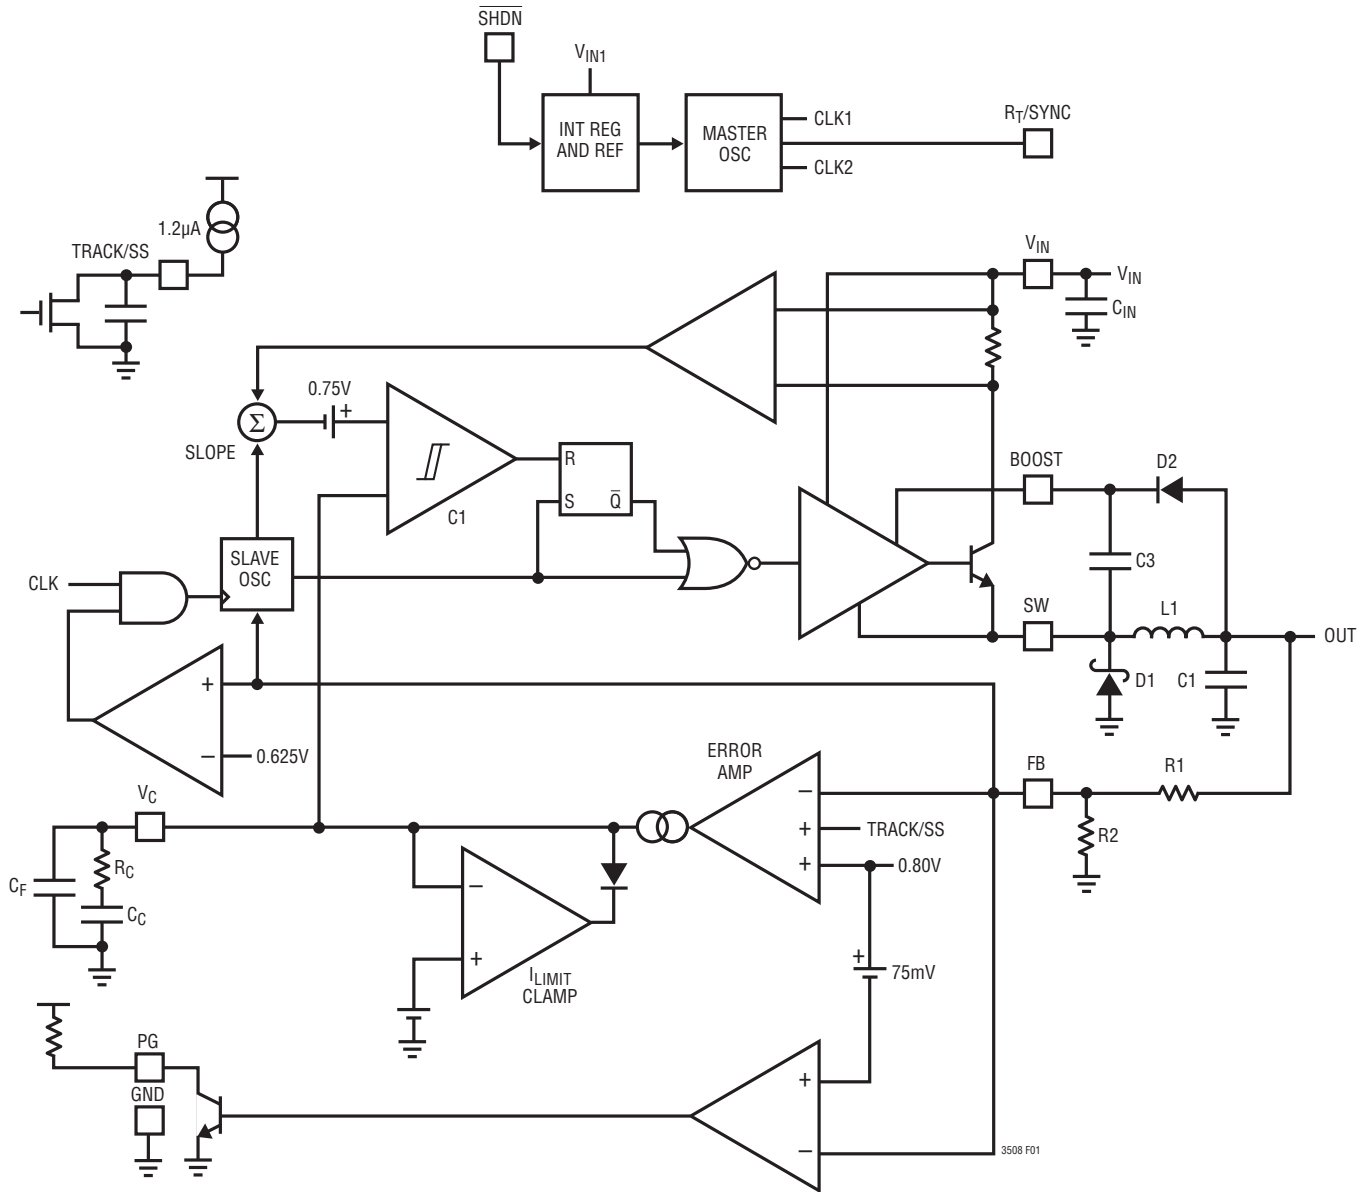 SHDN
VIN1
INT REG
AND REF
MASTER
OSC
CLK1
CLK2
RT/SYNC
1.2µA
TRACK/SS
VIN
VIN
CIN
0.75V
+
Σ
SLOPE
C1
R
S
Q̅
BOOST
D2
C3
SLAVE
OSC
CLK
SW
L1
OUT
D1
C1
+
–
0.625V
ERROR
AMP
FB
R1
R2
–
+
TRACK/SS
+
0.80V
VC
RC
CF
CC
–
+
ILIMIT
CLAMP
+
75mV
PG
GND
+
–
3508 F01